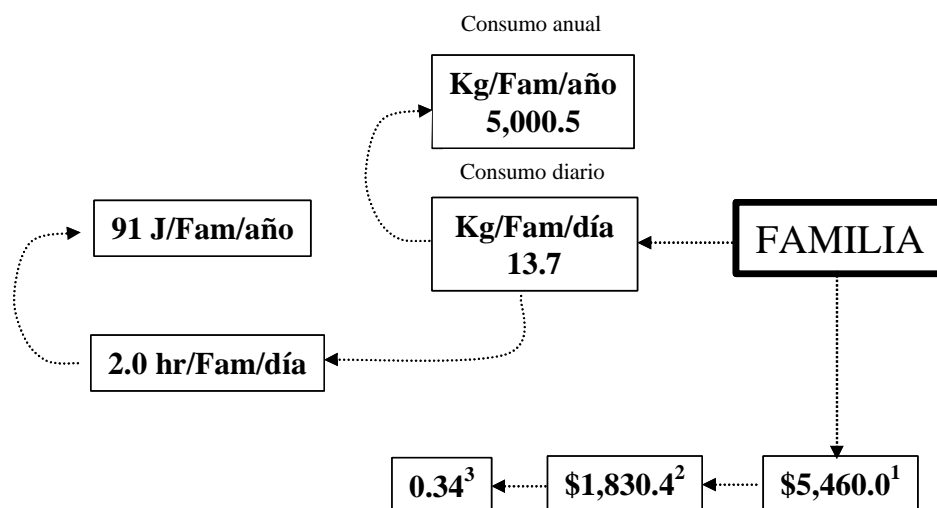 Consumo anual
Kg/Fam/año
5,000.5
Consumo diario
91 J/Fam/año
Kg/Fam/día
13.7
FAMILIA
2.0 hr/Fam/día
0.34³
$1,830.4²
$5,460.0¹